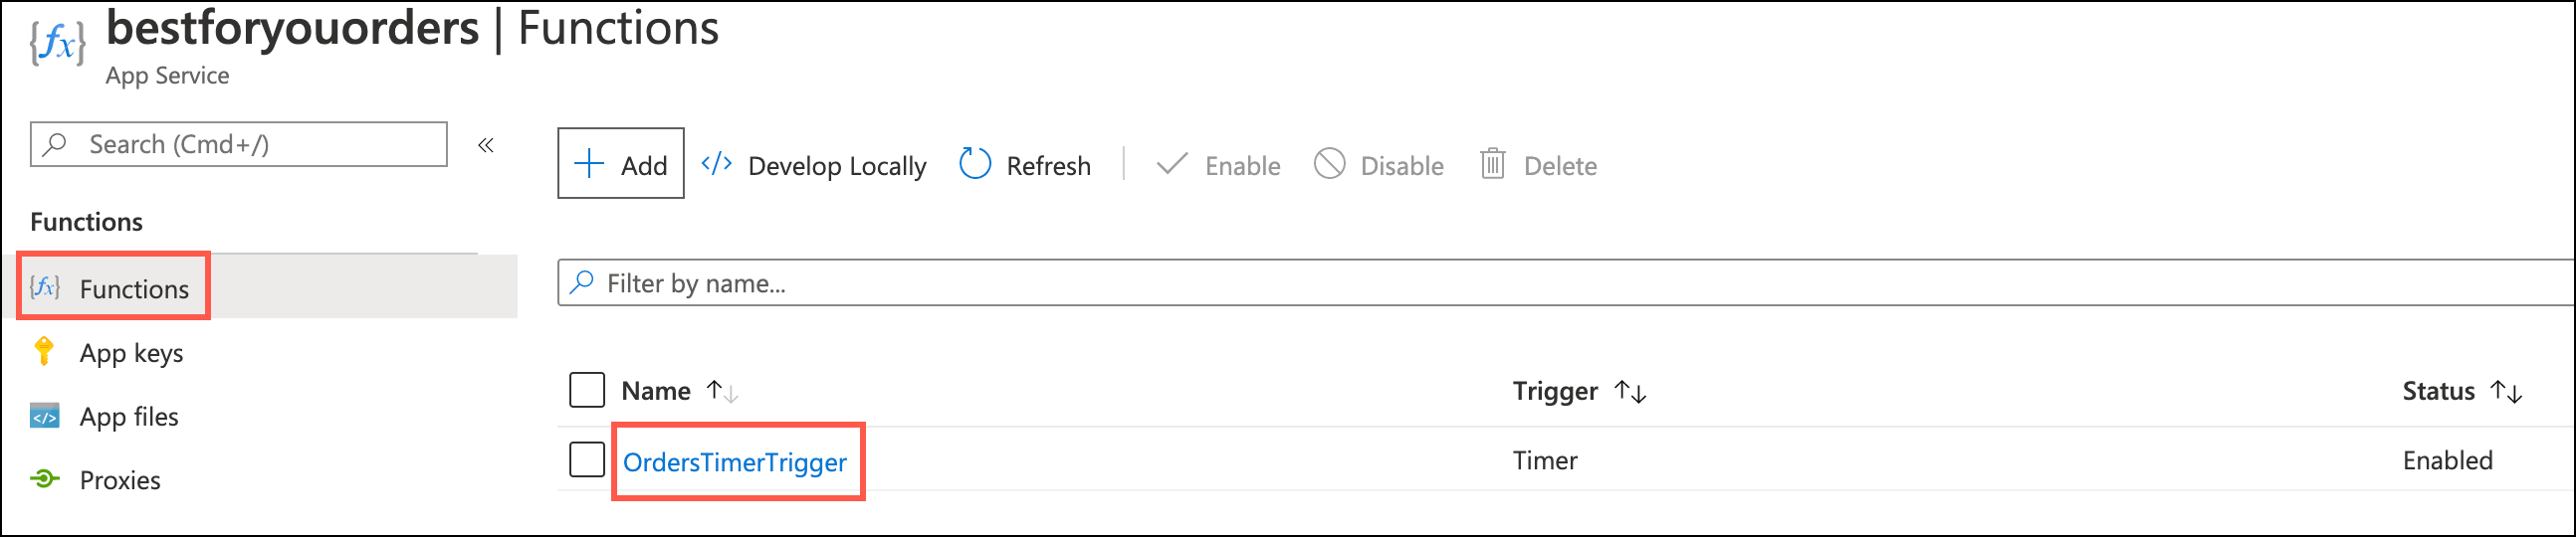 bestforyouorders | Functions
App Service
Search (Cmd+/)
«
Functions
Functions
App keys
App files
Proxies
Add
Develop Locally
Refresh
Enable
Disable
Delete
Filter by name...
Name ↑↓ Trigger ↑↓ Status ↑↓
OrdersTimerTrigger Timer Enabled